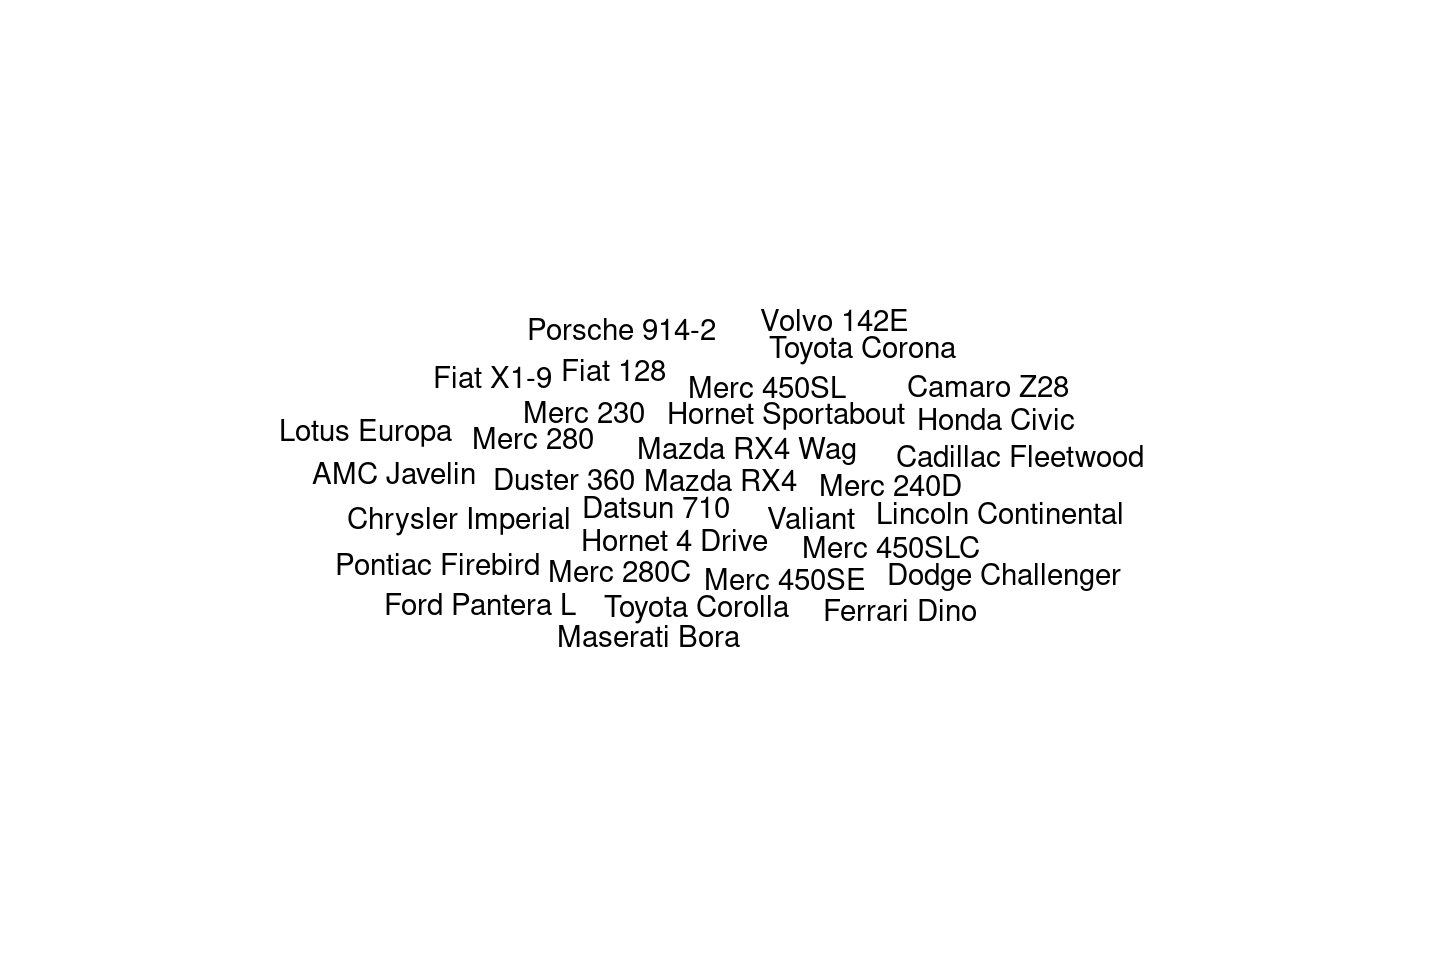 Volvo 142E
Porsche 914-2
Toyota Corona
Fiat X1-9
Fiat 128
Merc 450SL
Camaro Z28
Merc 230
Hornet Sportabout
Honda Civic
Lotus Europa
Merc 280
Mazda RX4 Wag
Cadillac Fleetwood
AMC Javelin
Duster 360
Mazda RX4
Merc 240D
Chrysler Imperial
Datsun 710
Valiant
Lincoln Continental
Hornet 4 Drive
Merc 450SLC
Pontiac Firebird
Merc 280C
Merc 450SE
Dodge Challenger
Ford Pantera L
Toyota Corolla
Ferrari Dino
Maserati Bora